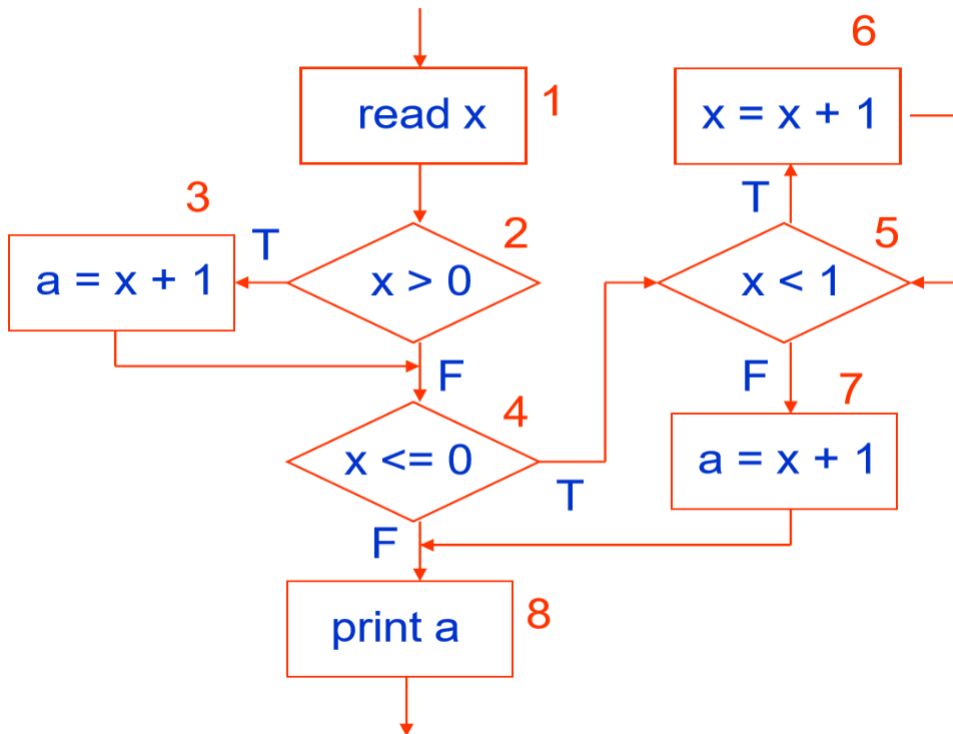 read x
1
x > 0
2
T
F
a = x + 1
3
x <= 0
4
T
F
x < 1
5
T
F
x = x + 1
6
a = x + 1
7
print a
8